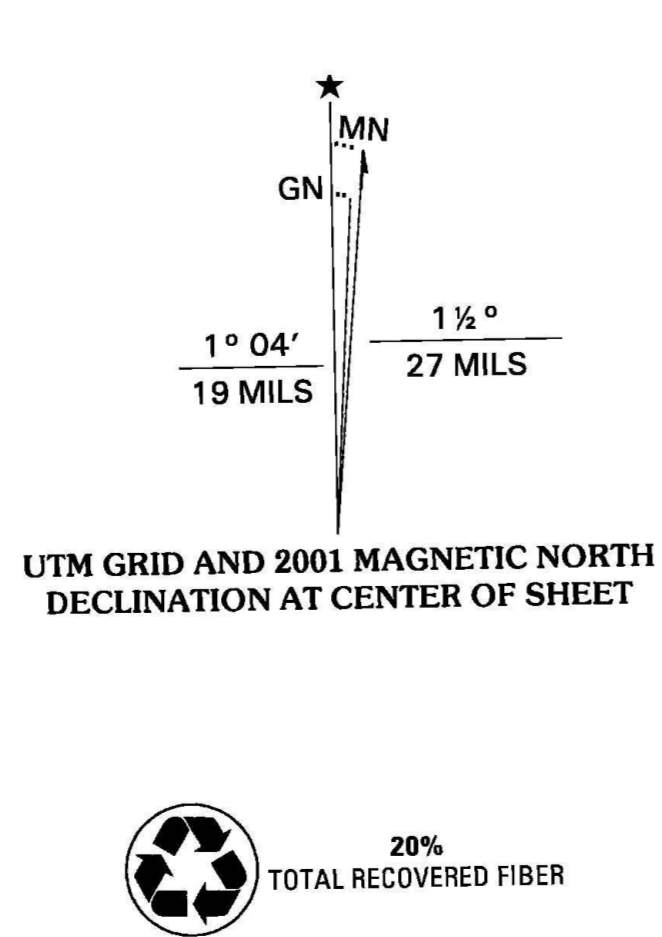 ★
MN
GN
1° 04′
19 MILS
1 ½°
27 MILS
UTM GRID AND 2001 MAGNETIC NORTH
DECLINATION AT CENTER OF SHEET
20%
TOTAL RECOVERED FIBER